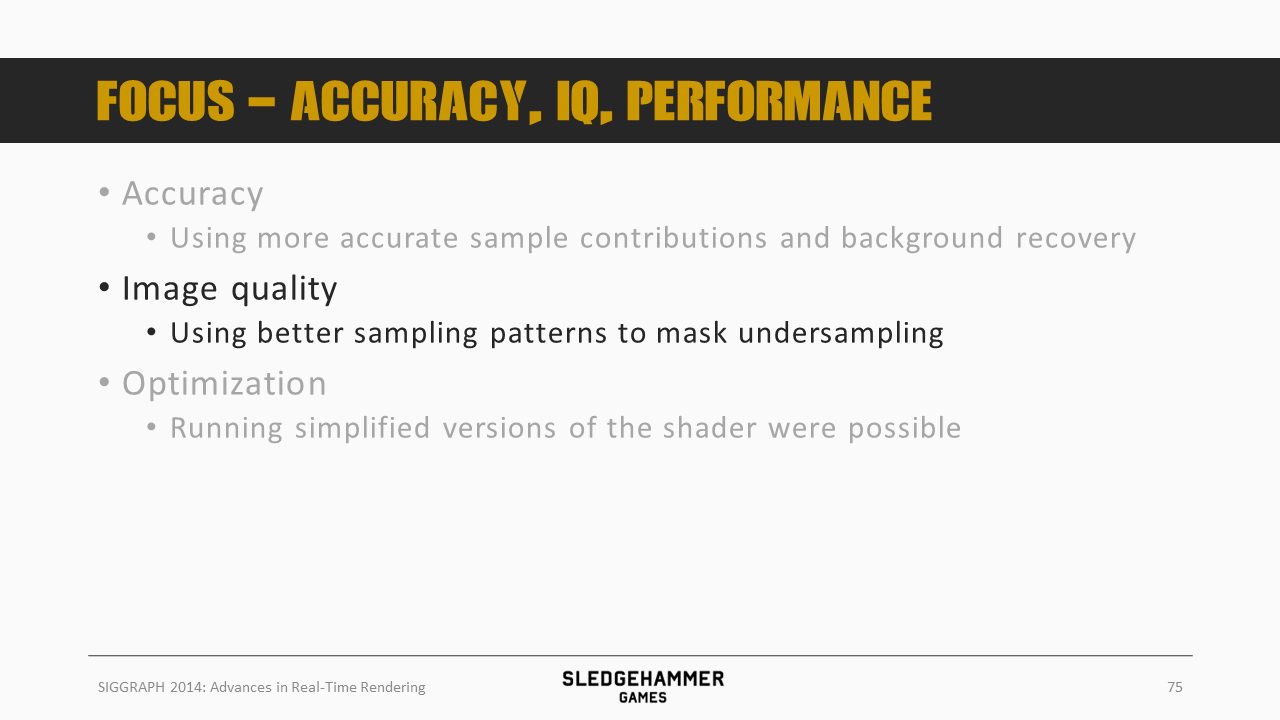 FOCUS – ACCURACY, IQ, PERFORMANCE
• Accuracy
• Using more accurate sample contributions and background recovery
• Image quality
• Using better sampling patterns to mask undersampling
• Optimization
• Running simplified versions of the shader were possible
SIGGRAPH 2014: Advances in Real-Time Rendering
SLEDGEHAMMER
GAMES
75